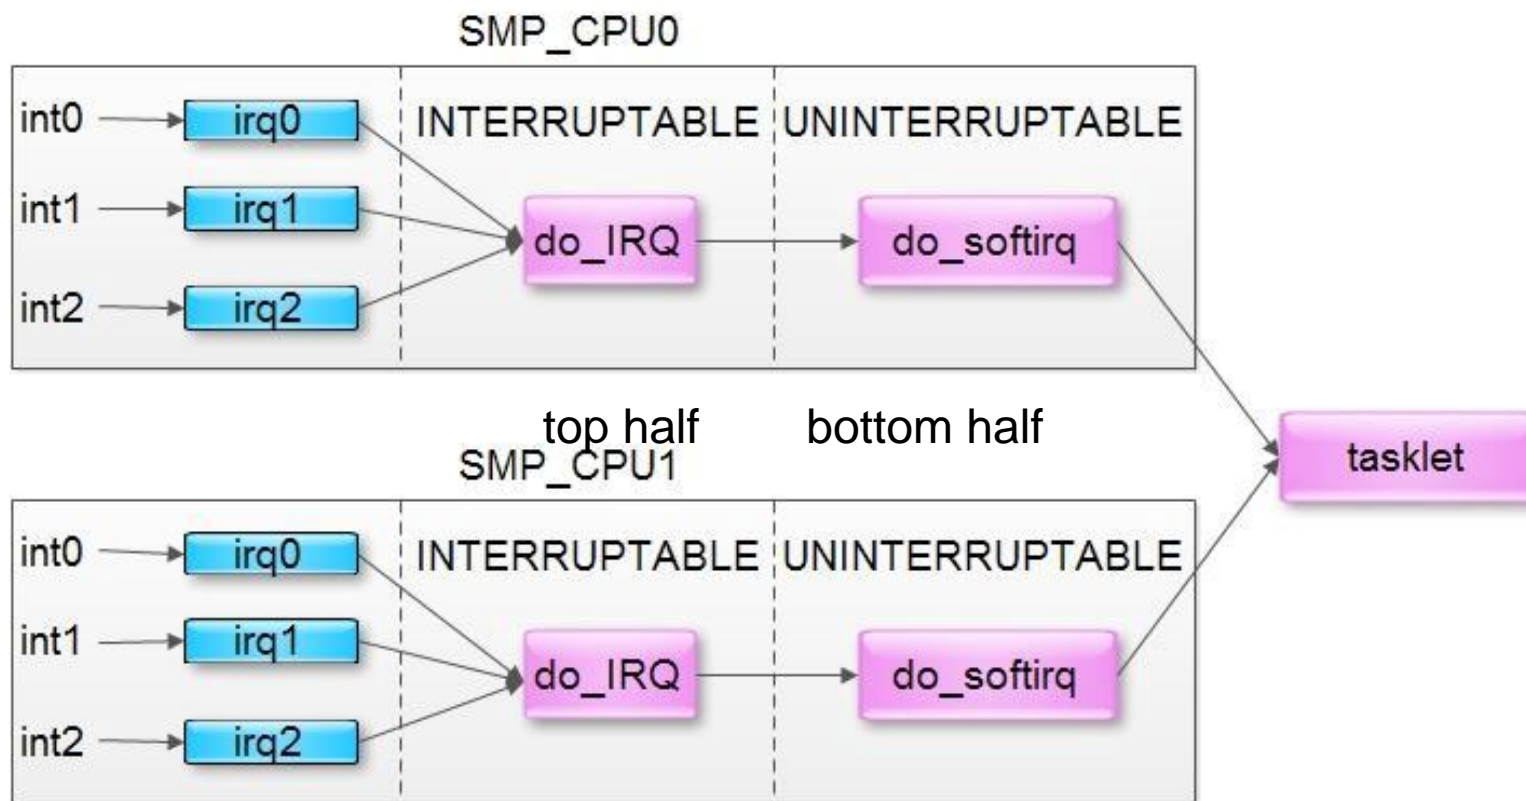 SMP_CPU0
int0 irq0 INTERRUPTABLE UNINTERRUPTABLE
int1 irq1 do_IRQ do_softirq
int2 irq2
top half bottom half
tasklet
SMP_CPU1
int0 irq0 INTERRUPTABLE UNINTERRUPTABLE
int1 irq1 do_IRQ do_softirq
int2 irq2